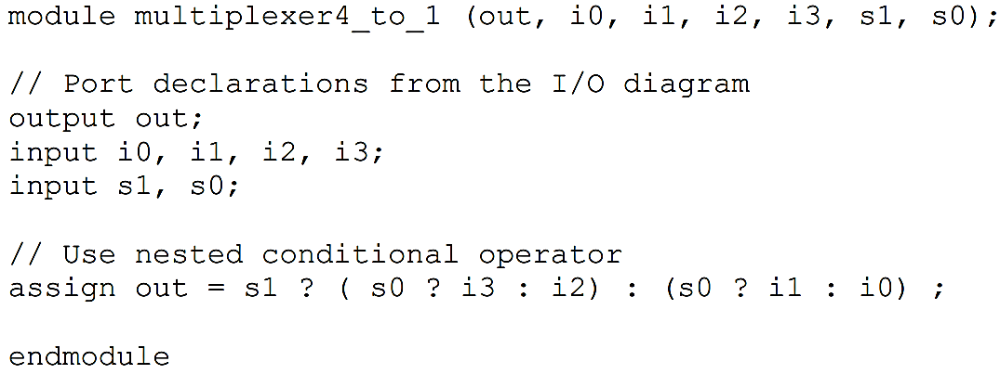 module multiplexer4_to_1 (out, i0, i1, i2, i3, s1, s0);
// Port declarations from the I/O diagram
output out;
input i0, i1, i2, i3;
input s1, s0;
// Use nested conditional operator
assign out = s1 ? ( s0 ? i3 : i2) : (s0 ? i1 : i0) ;
endmodule